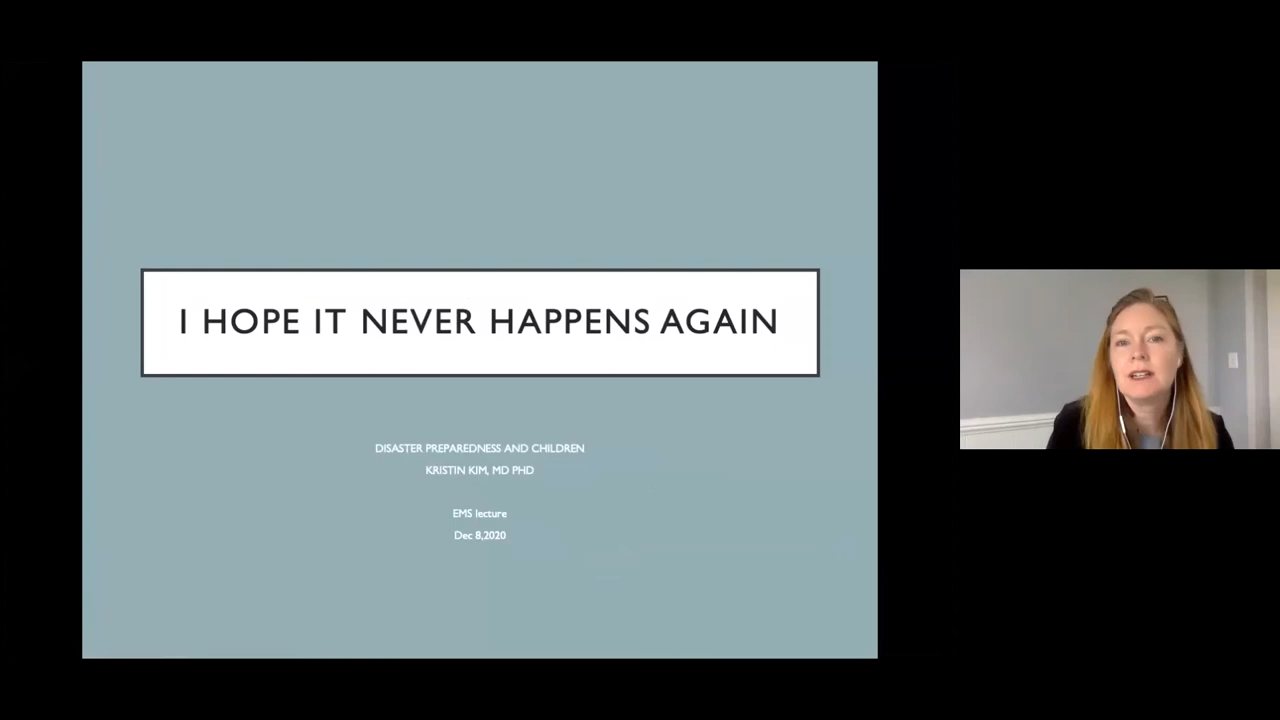 I HOPE IT NEVER HAPPENS AGAIN
DISASTER PREPAREDNESS AND CHILDREN
KRISTIN KIM, MD PHD
EMS lecture
Dec 8,2020